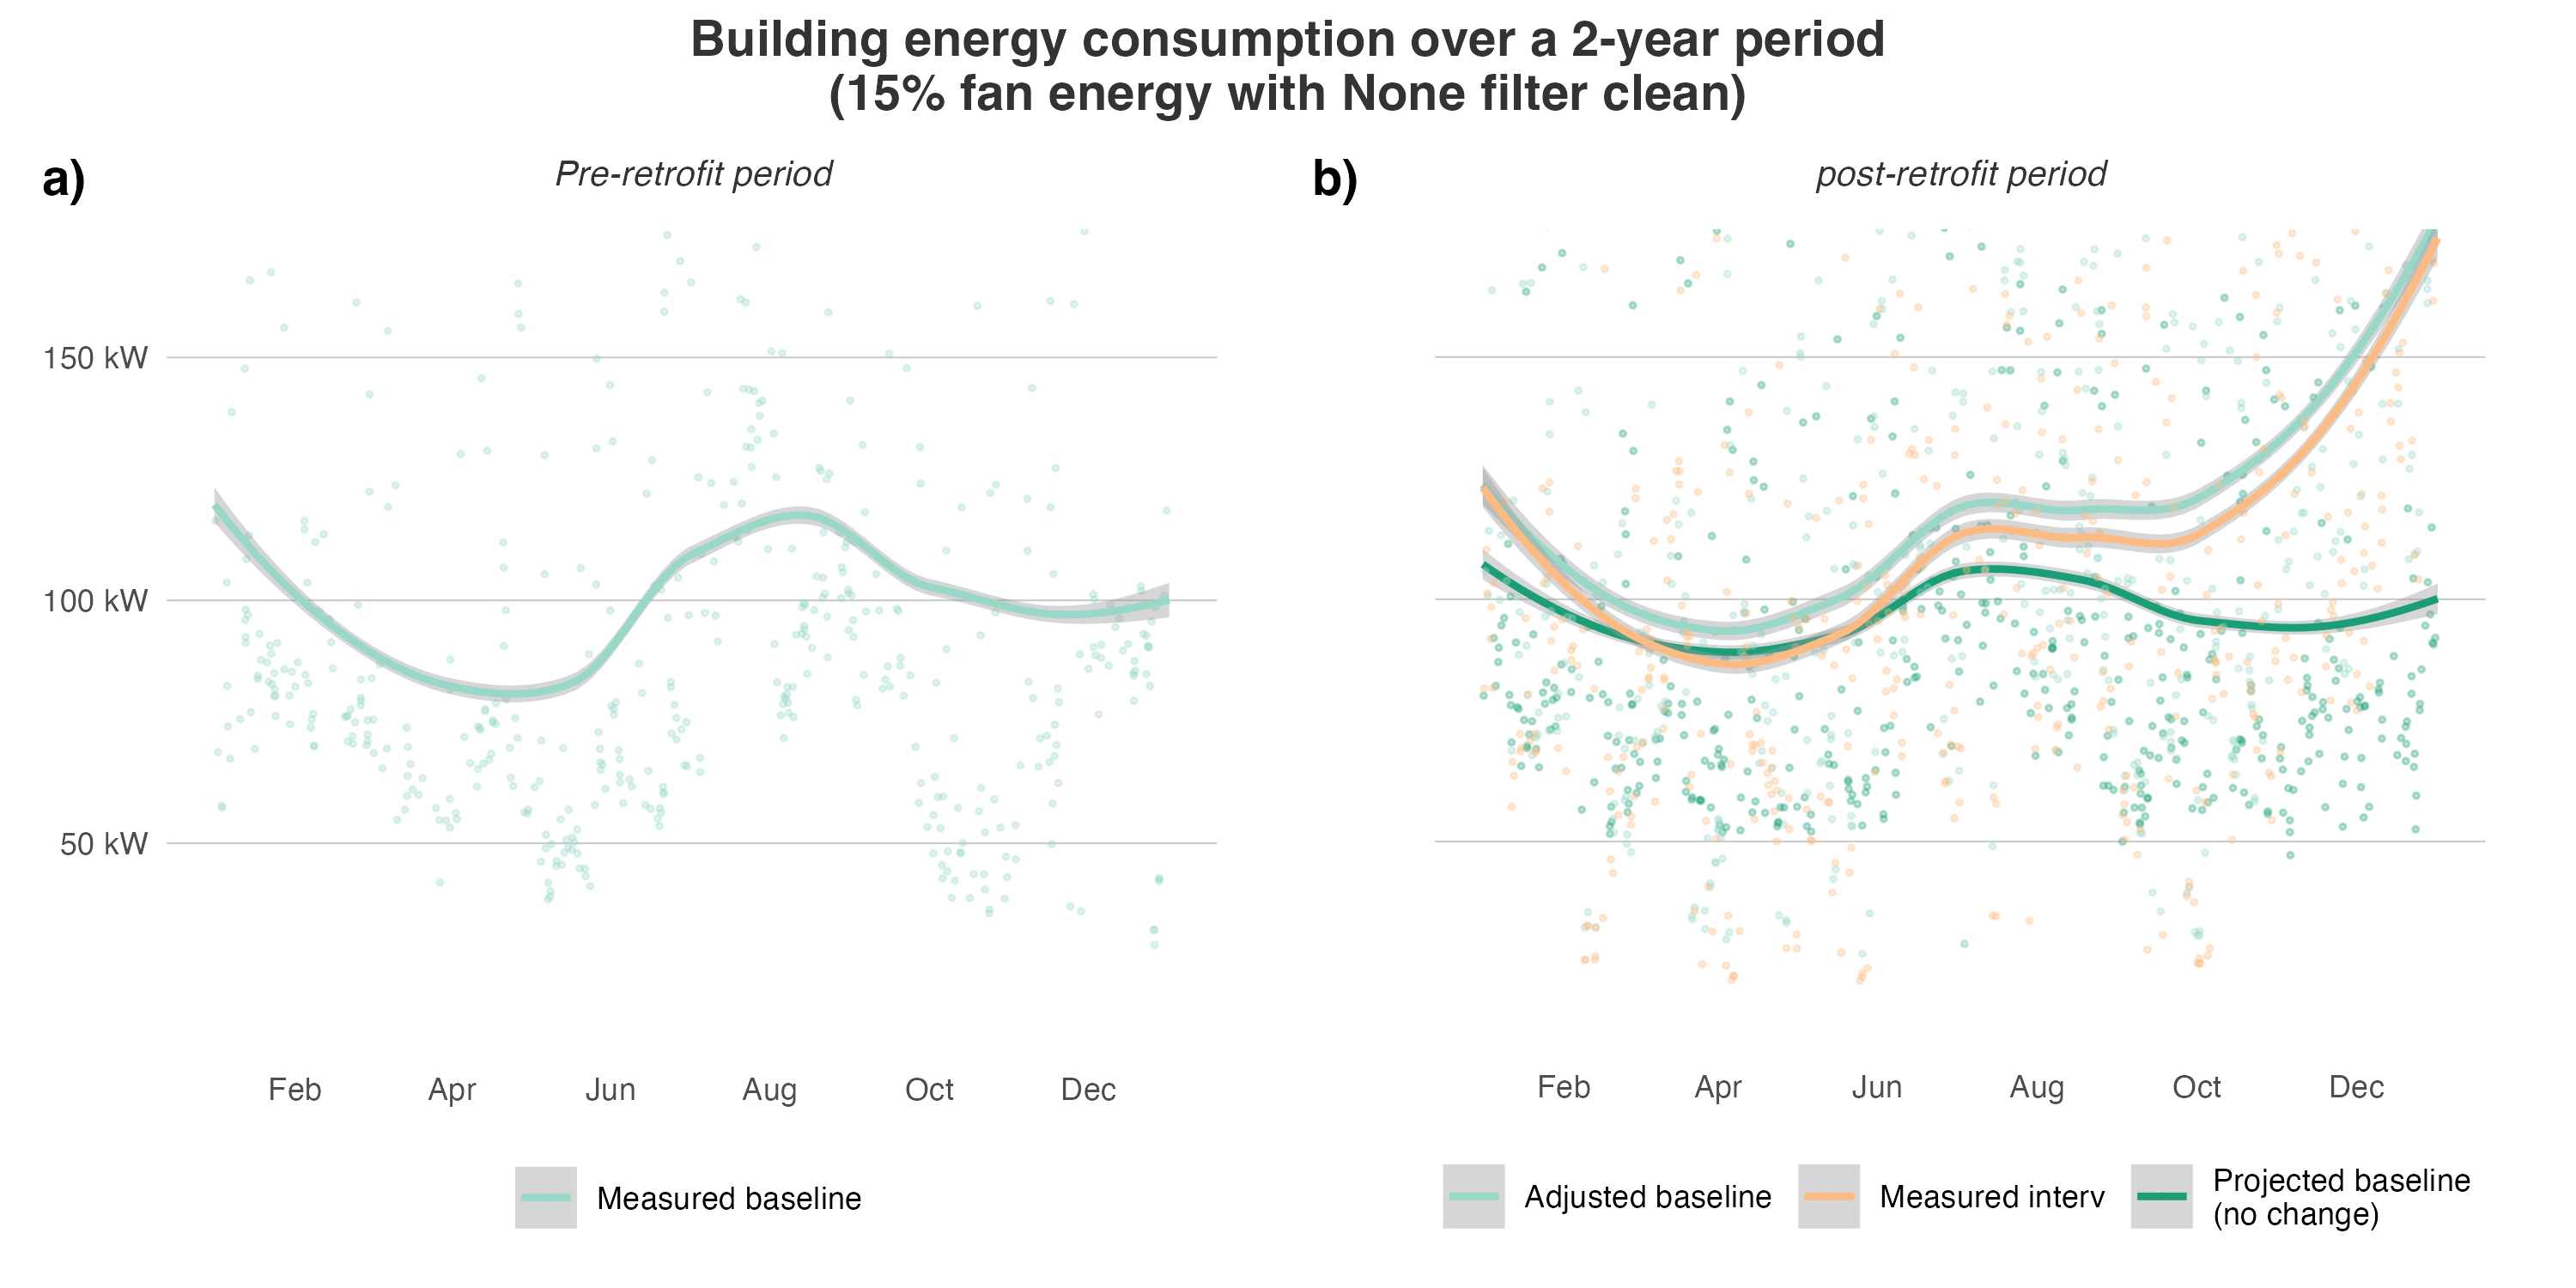 Building energy consumption over a 2-year period
(15% fan energy with None filter clean)
a)
Pre-retrofit period
150 kW
100 kW
50 kW
Feb Apr Jun Aug Oct Dec
Measured baseline
b)
post-retrofit period
Feb Apr Jun Aug Oct Dec
Adjusted baseline
Measured interv
Projected baseline
(no change)